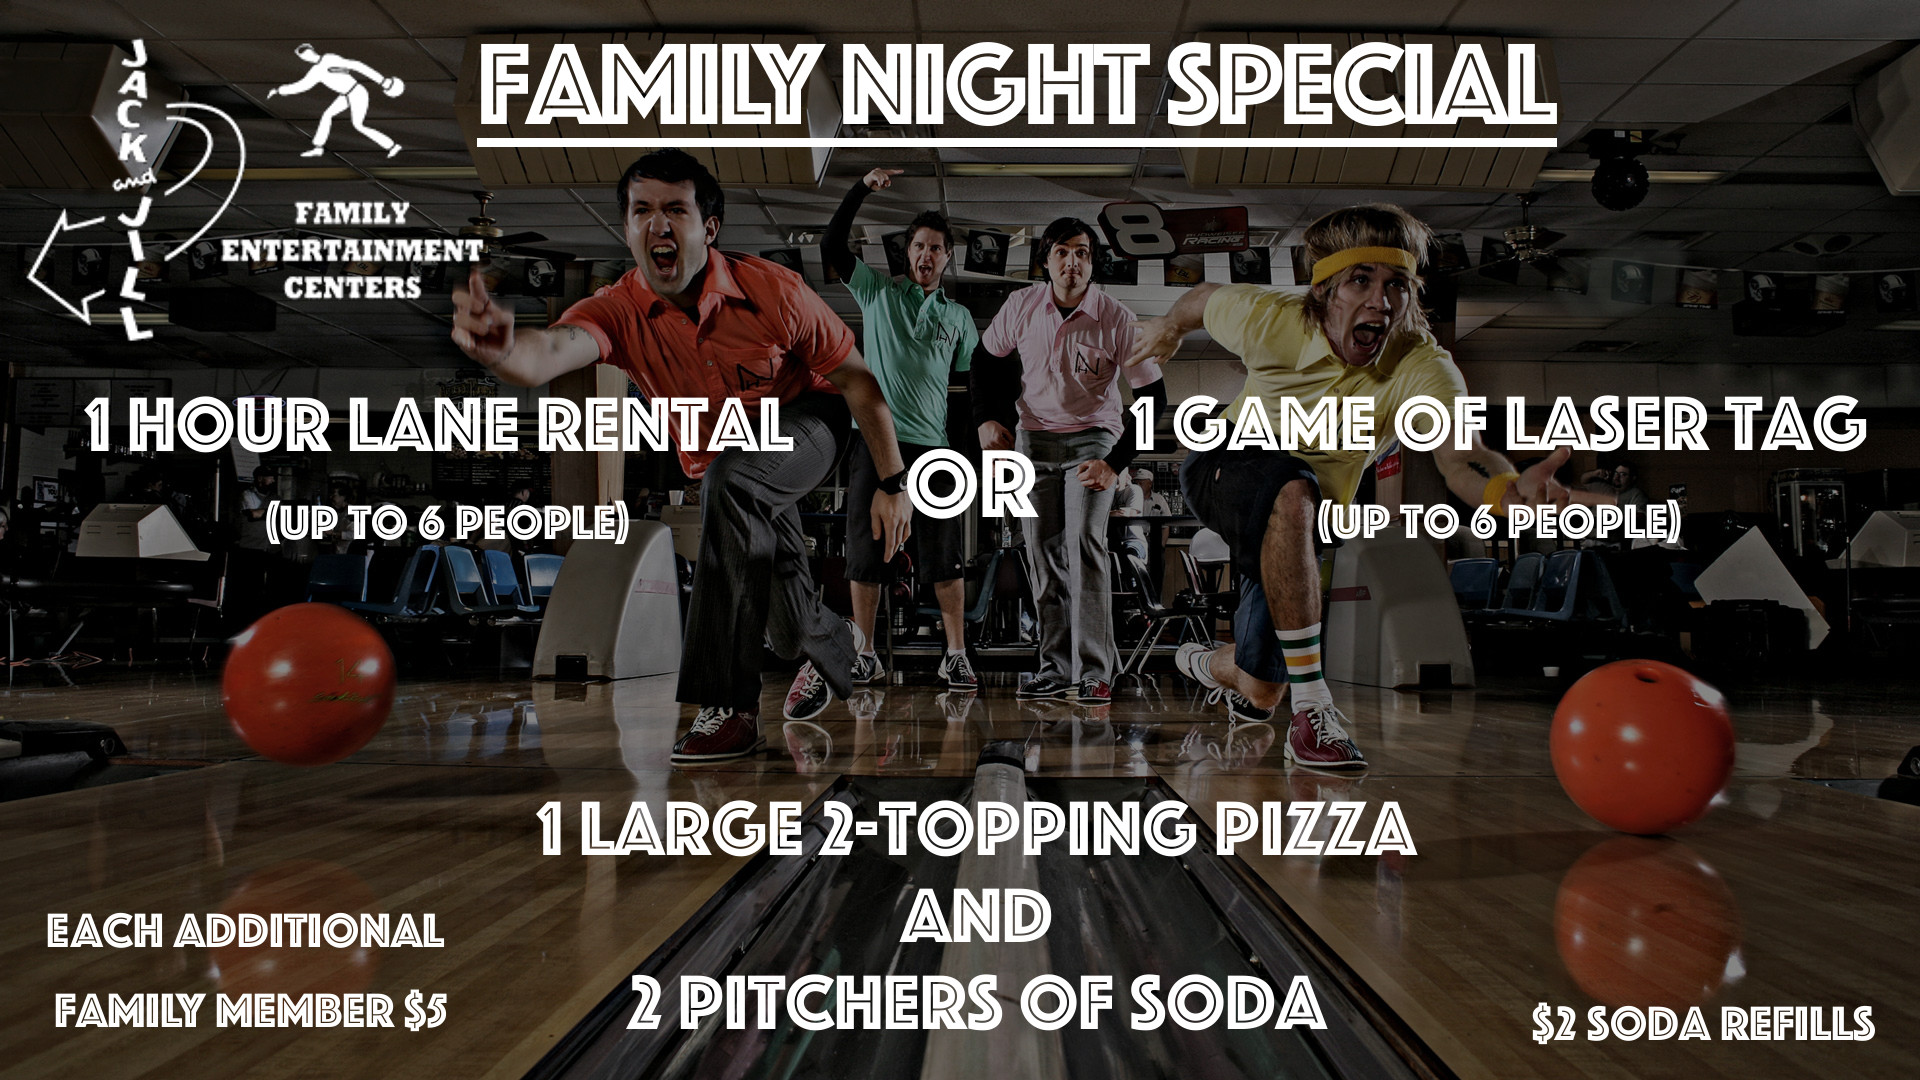 JACK
and
JILL
FAMILY
ENTERTAINMENT
CENTERS
FAMILY NIGHT SPECIAL
8
RACING
1 HOUR LANE RENTAL
(UP TO 6 PEOPLE)
OR
1 GAME OF LASER TAG
(UP TO 6 PEOPLE)
1 LARGE 2-TOPPING PIZZA
AND
2 PITCHERS OF SODA
EACH ADDITIONAL
FAMILY MEMBER $5
$2 SODA REFILLS